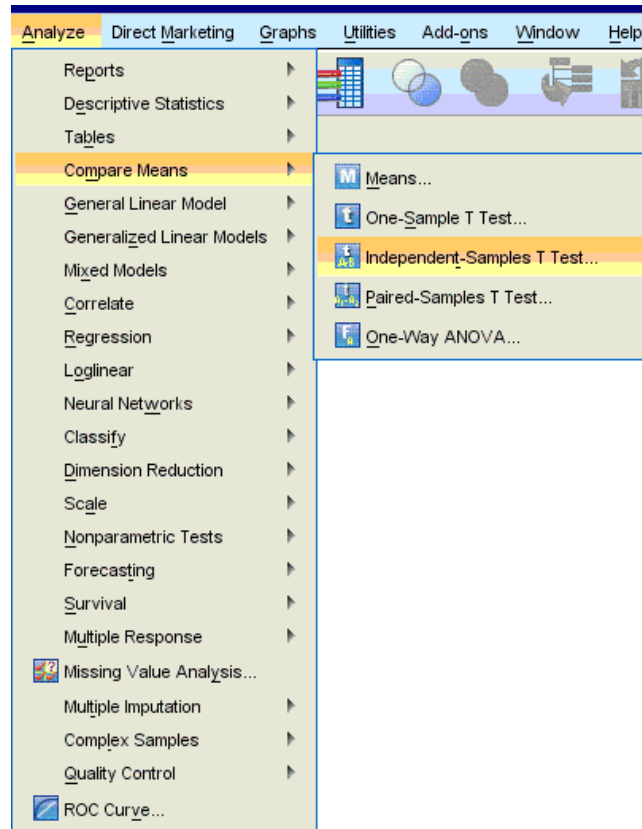 Analyze Direct Marketing Graphs Utilities Add-ons Window Help
Reports
Descriptive Statistics
Tables
Compare Means
General Linear Model
Generalized Linear Models
Mixed Models
Correlate
Regression
Loglinear
Neural Networks
Classify
Dimension Reduction
Scale
Nonparametric Tests
Forecasting
Survival
Multiple Response
Missing Value Analysis...
Multiple Imputation
Complex Samples
Quality Control
ROC Curve...
M Means...
t One-Sample T Test...
Independent-Samples T Test...
Paired-Samples T Test...
One-Way ANOVA...